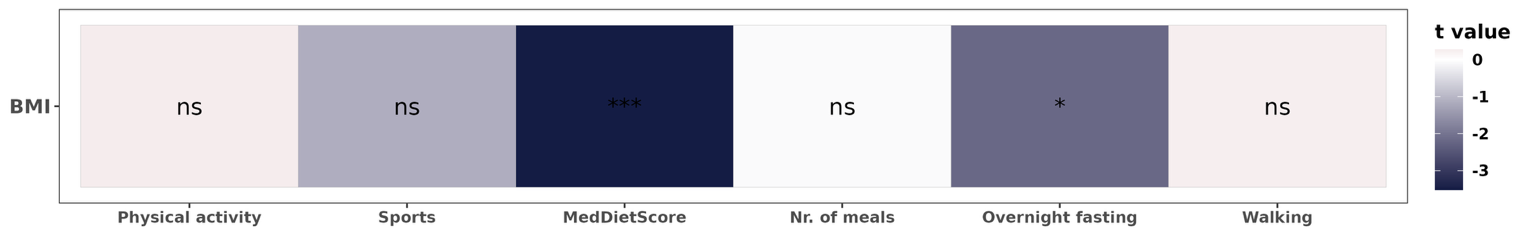 t value
0
-1
-2
-3
BMI
ns
ns
***
ns
*
ns
Physical activity
Sports
MedDietScore
Nr. of meals
Overnight fasting
Walking